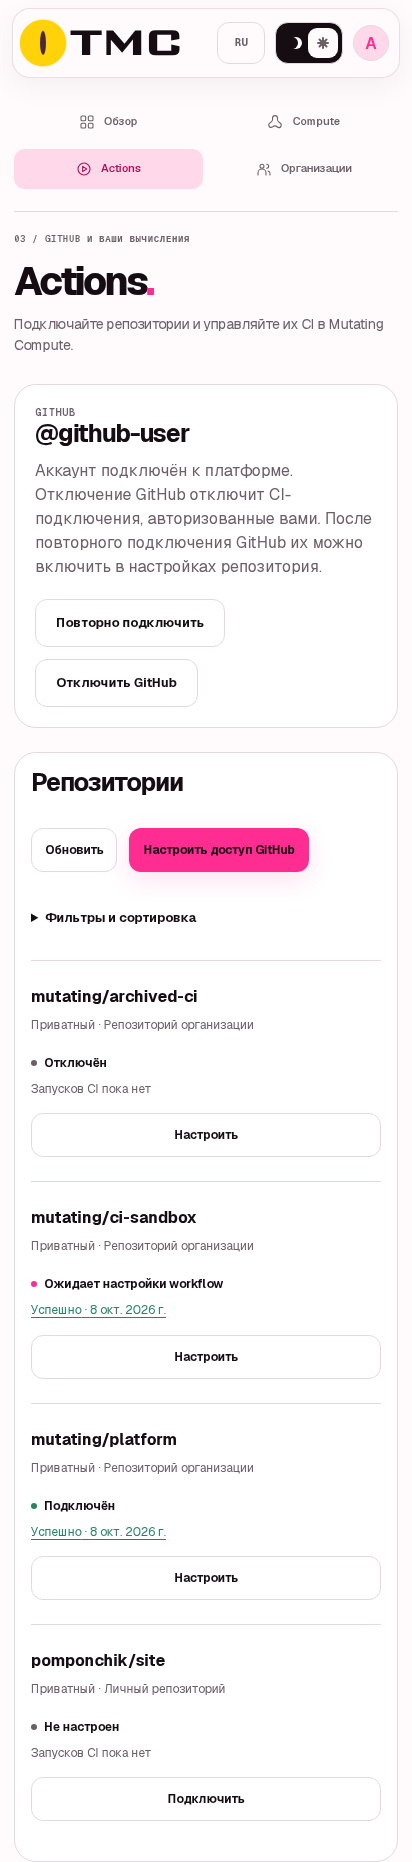 TMC
RU
A
Обзор
Compute
Actions
Организации
03 / GITHUB И ВАШИ ВЫЧИСЛЕНИЯ
Actions.
Подключайте репозитории и управляйте их CI в Mutating
Compute.
GITHUB
@github-user
Аккаунт подключён к платформе.
Отключение GitHub отключит CI-
подключения, авторизованные вами. После
повторного подключения GitHub их можно
включить в настройках репозитория.
Повторно подключить
Отключить GitHub
Репозитории
Обновить
Настроить доступ GitHub
Фильтры и сортировка
mutating/archived-ci
Приватный · Репозиторий организации
Отключён
Запусков CI пока нет
Настроить
mutating/ci-sandbox
Приватный · Репозиторий организации
Ожидает настройки workflow
Успешно · 8 окт. 2026 г.
Настроить
mutating/platform
Приватный · Репозиторий организации
Подключён
Успешно · 8 окт. 2026 г.
Настроить
pomponchik/site
Приватный · Личный репозиторий
Не настроен
Запусков CI пока нет
Подключить